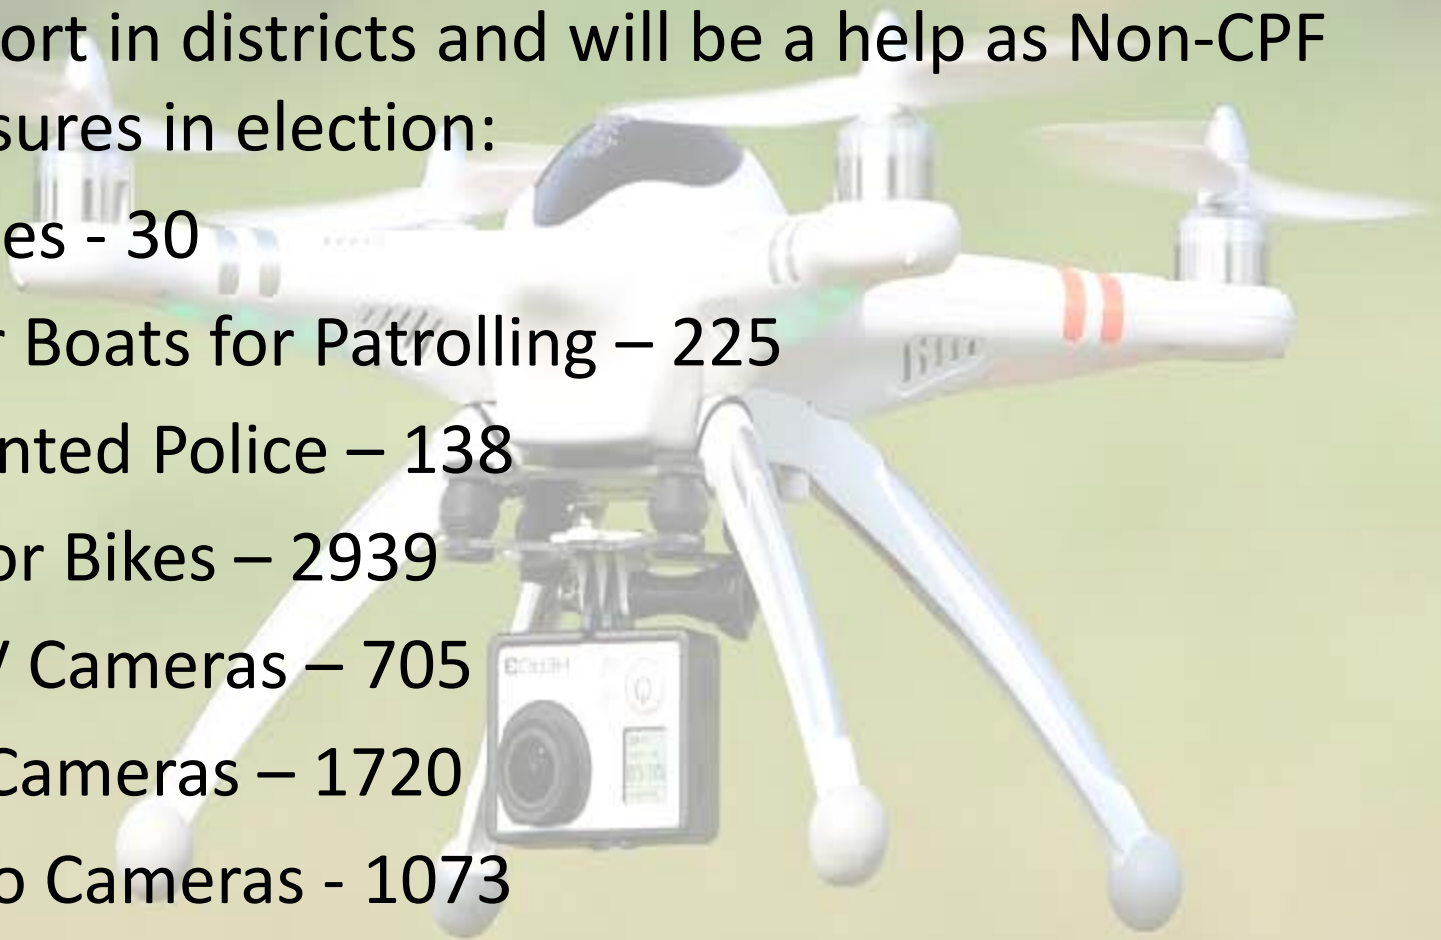 ort in districts and will be a help as Non-CPF
sures in election:
es - 30
r Boats for Patrolling – 225
nted Police – 138
or Bikes – 2939
Cameras – 705
Cameras – 1720
o Cameras - 1073